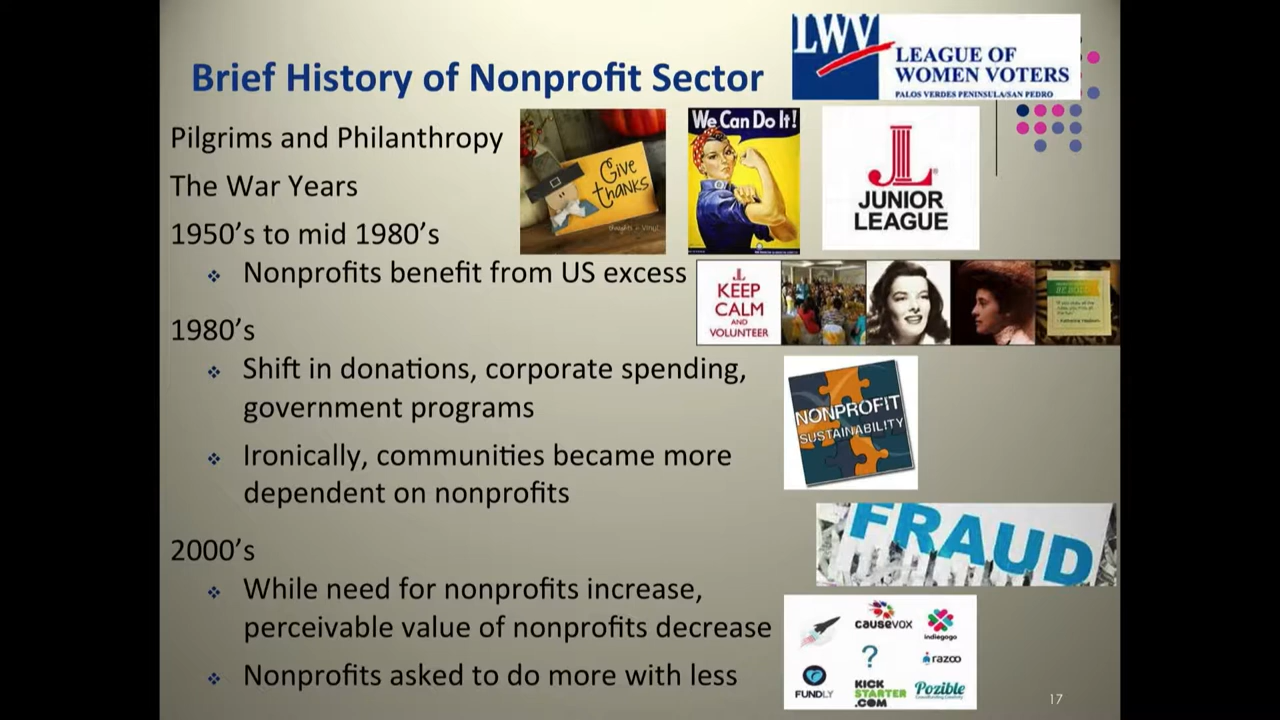 LWV
LEAGUE OF
WOMEN VOTERS
PALOS VERDES PENINSULA/SAN PEDRO
Brief History of Nonprofit Sector
Pilgrims and Philanthropy
Give
thanks
We Can Do It!
JL
JUNIOR
LEAGUE
The War Years
1950's to mid 1980's
Nonprofits benefit from US excess
JL
KEEP
CALM
AND
VOLUNTEER
1980's
Shift in donations, corporate spending,
government programs
NONPROFIT
SUSTAINABILITY
Ironically, communities became more
dependent on nonprofits
FRAUD
2000's
While need for nonprofits increase,
perceivable value of nonprofits decrease
Nonprofits asked to do more with less
causevox
indiegogo
?
razoo
FUNDLY
KICK
STARTER
.COM
Pozible
17